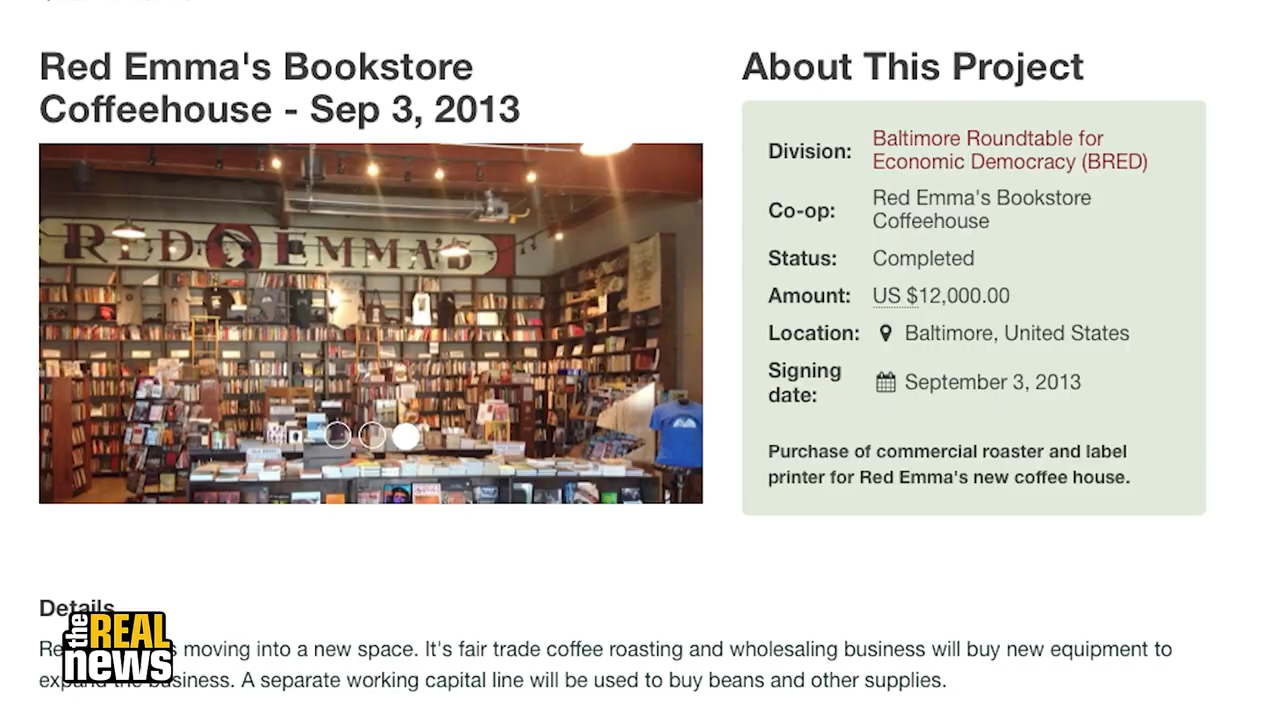 Red Emma's Bookstore
Coffeehouse - Sep 3, 2013
RED EMMA'S
About This Project
Division: Baltimore Roundtable for
Economic Democracy (BRED)
Co-op: Red Emma's Bookstore
Coffeehouse
Status: Completed
Amount: US $12,000.00
Location: Baltimore, United States
Signing
date: September 3, 2013
Purchase of commercial roaster and label
printer for Red Emma's new coffee house.
Details
moving into a new space. It's fair trade coffee roasting and wholesaling business will buy new equipment to
expand the business. A separate working capital line will be used to buy beans and other supplies.
the REAL
news